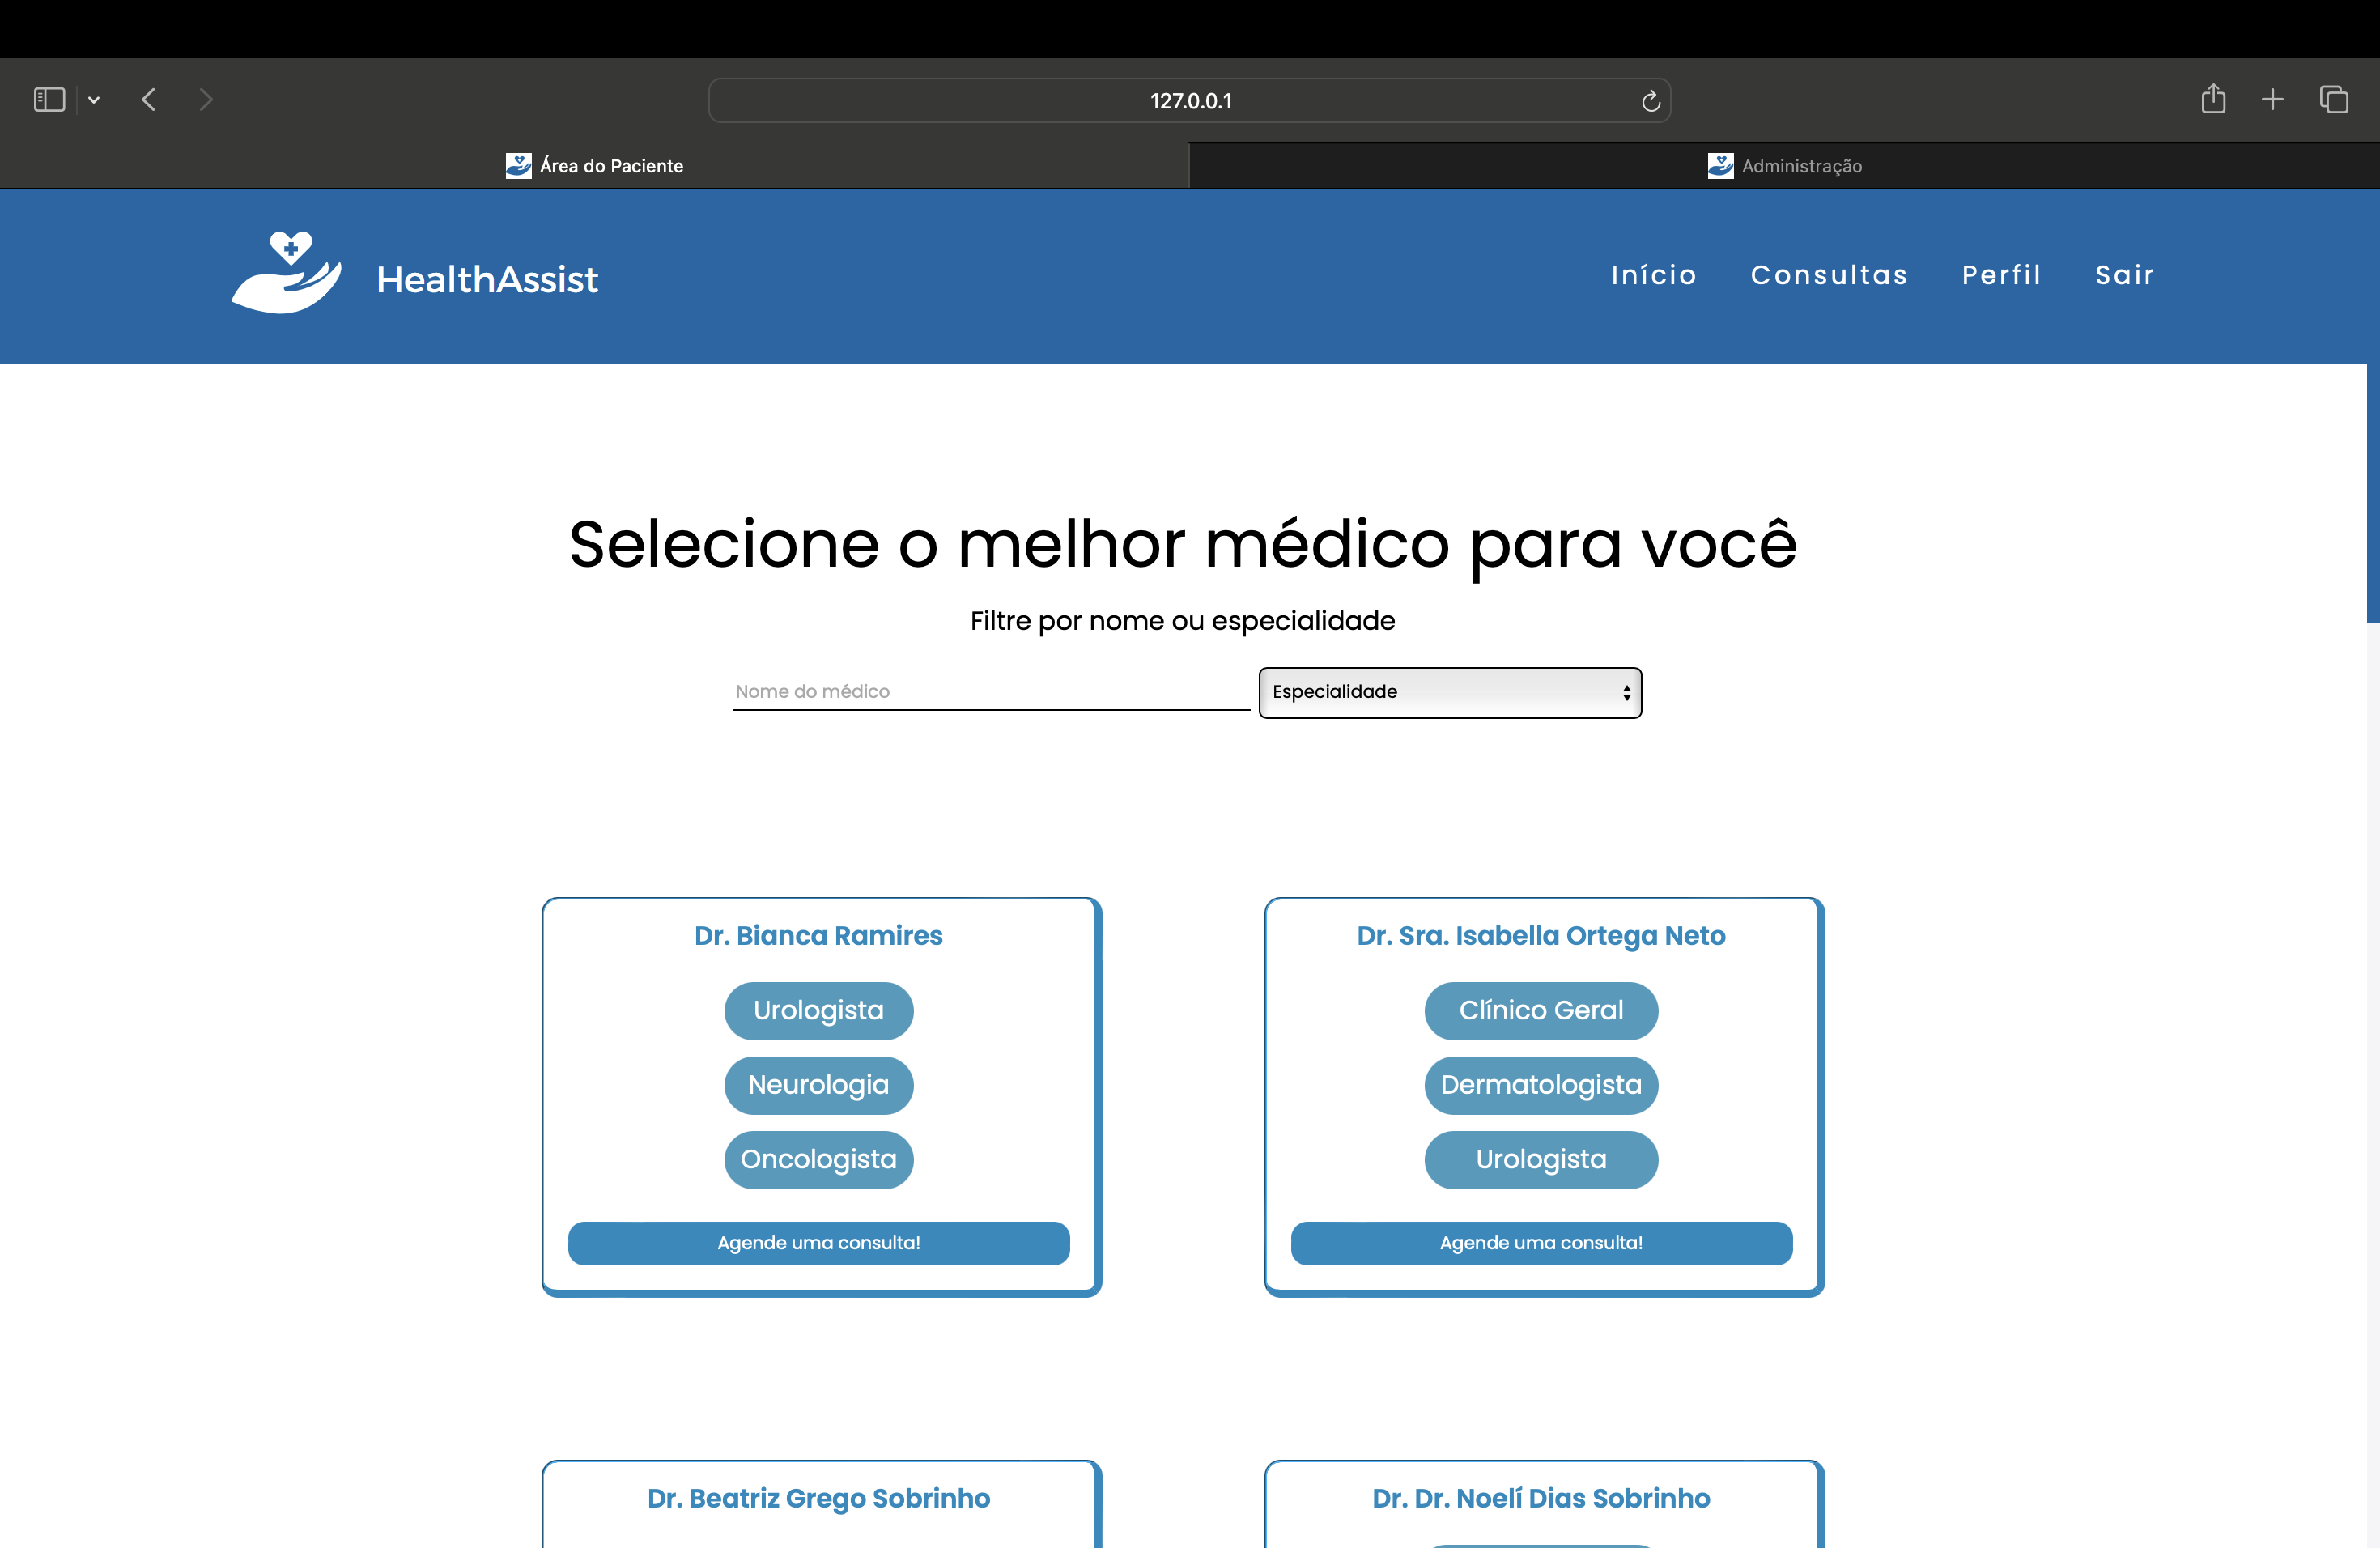 127.0.0.1
Área do Paciente
Administração
HealthAssist
Início Consultas Perfil Sair
Selecione o melhor médico para você
Filtre por nome ou especialidade
Nome do médico
Especialidade
Dr. Bianca Ramires
Urologista
Neurologia
Oncologista
Agende uma consulta!
Dr. Sra. Isabella Ortega Neto
Clínico Geral
Dermatologista
Urologista
Agende uma consulta!
Dr. Beatriz Grego Sobrinho
Dr. Dr. Noelí Dias Sobrinho